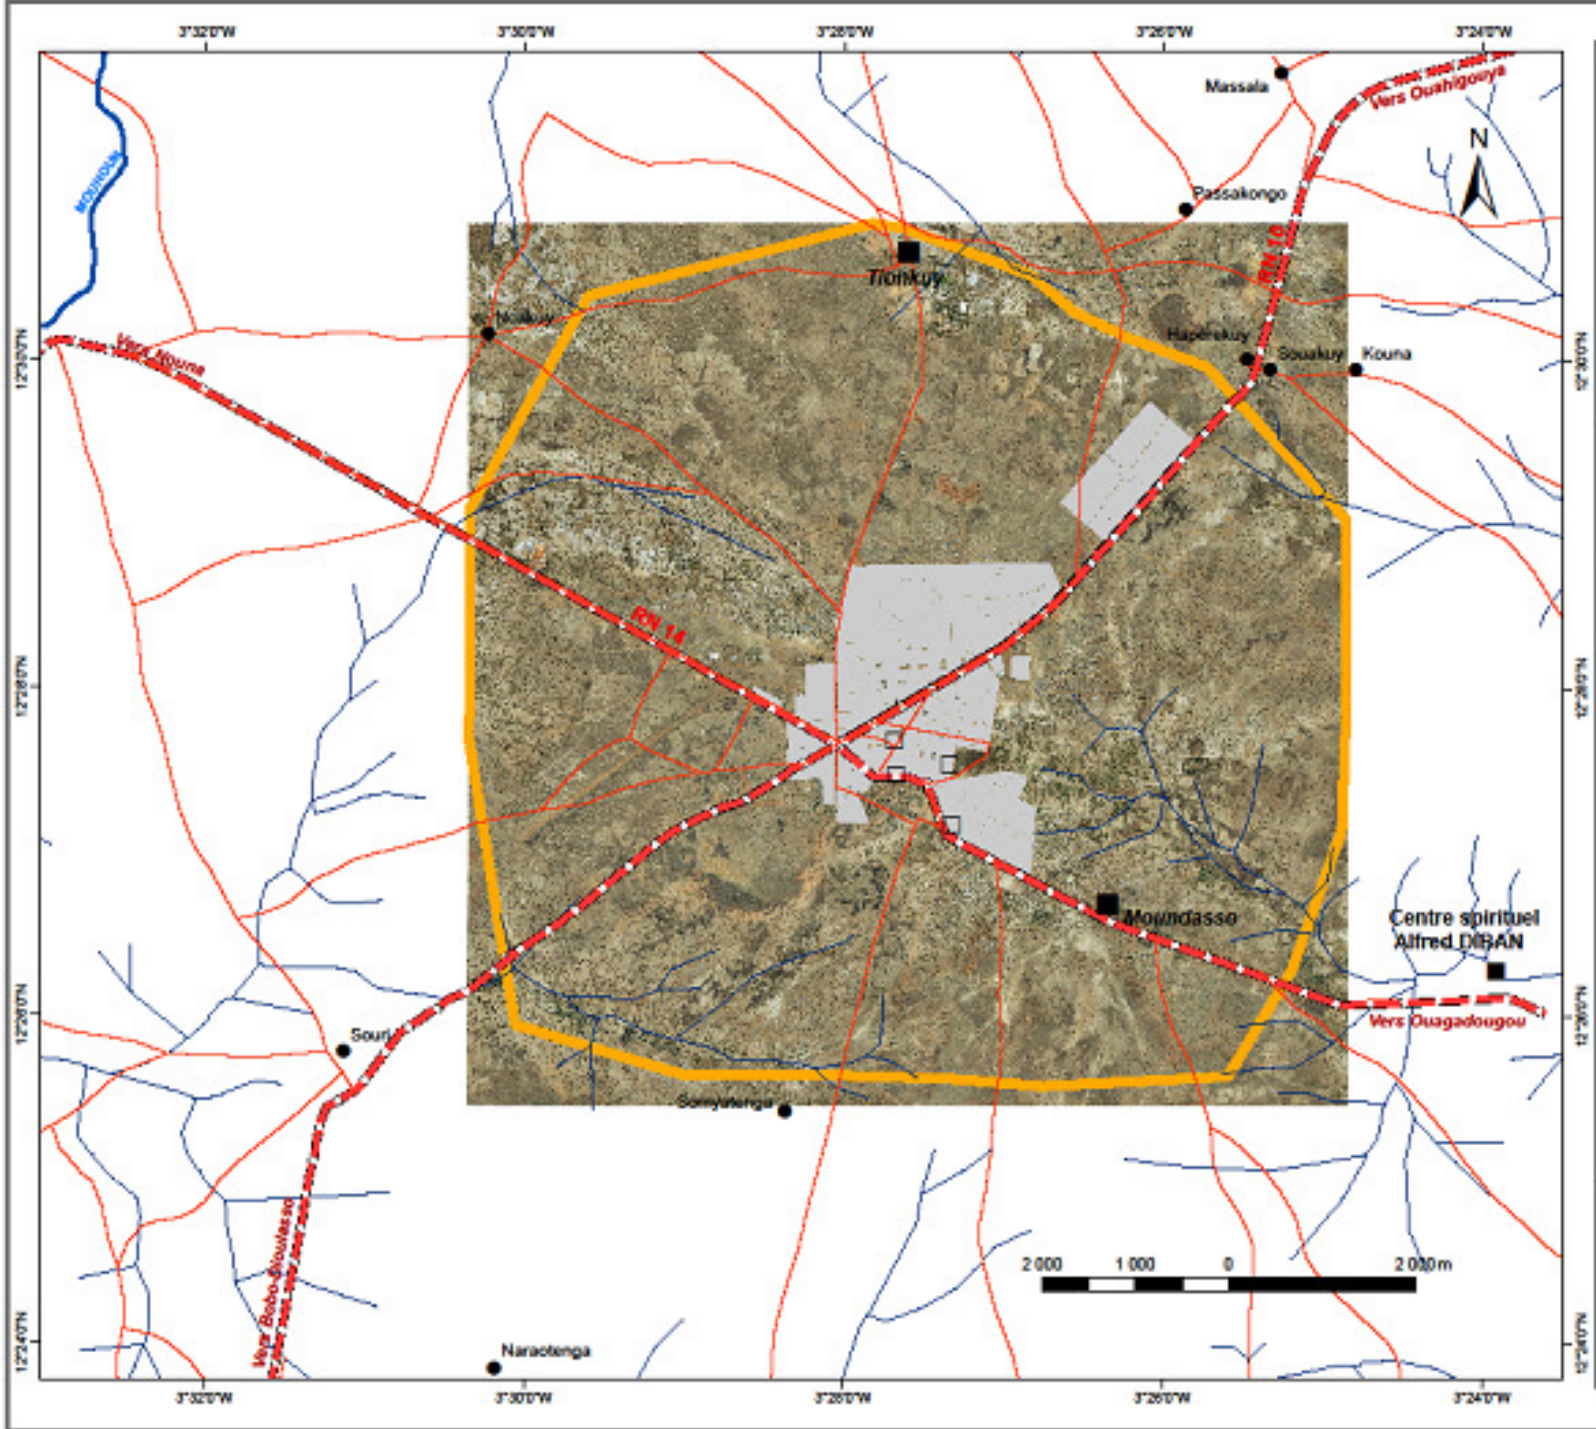 3°32'0"W
3°30'0"W
3°28'0"W
3°26'0"W
3°24'0"W
Massala
Vers Ouahigouya
N
MOUHOUN
Passakongo
RN 10
Tionkuy
Noakuy
Vers Nouna
Haperekuy
Souakuy
Kouna
12°30'0"N
12°30'0"N
RN 14
12°28'0"N
12°28'0"N
Moundasso
Centre spirituel
Alfred DIBAN
12°26'0"N
12°26'0"N
Vers Ouagadougou
Souri
Somyatenga
Vers Bobo-Dioulasso
2 000
1 000
0
2 000 m
12°24'0"N
12°24'0"N
Naraotenga
3°32'0"W
3°30'0"W
3°28'0"W
3°26'0"W
3°24'0"W